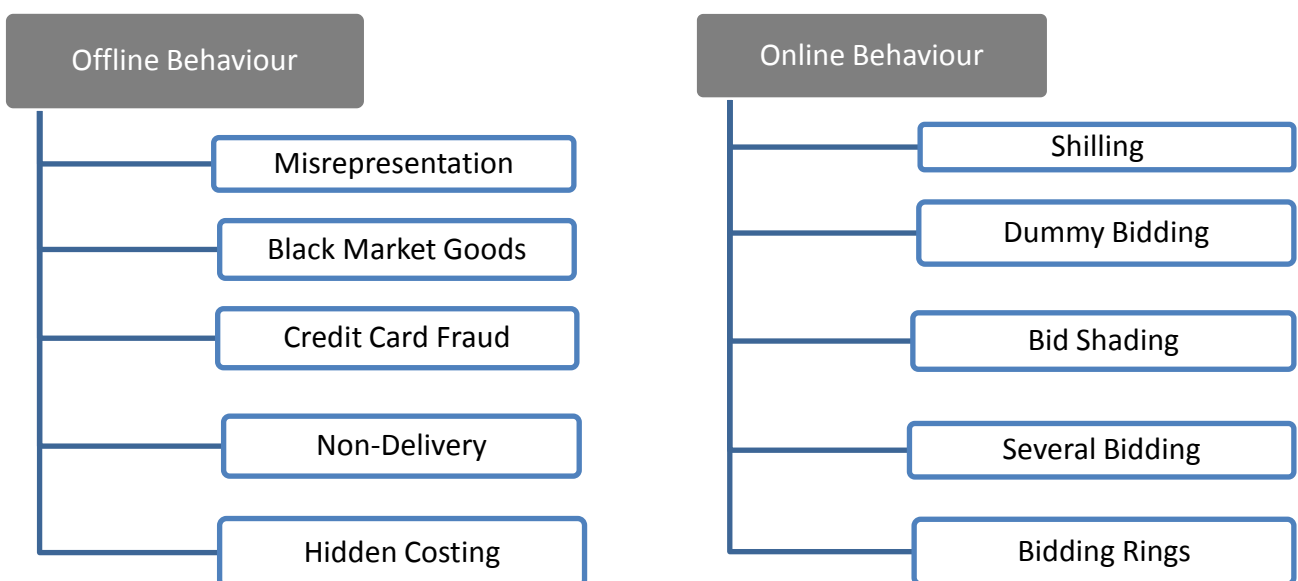 Offline Behaviour
Misrepresentation
Black Market Goods
Credit Card Fraud
Non-Delivery
Hidden Costing
Online Behaviour
Shilling
Dummy Bidding
Bid Shading
Several Bidding
Bidding Rings